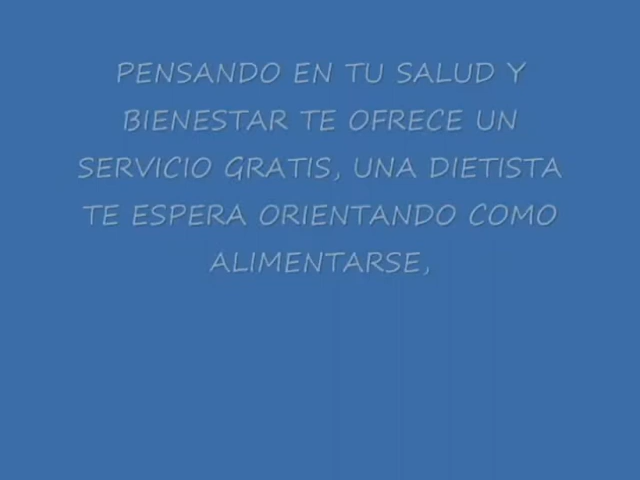 PENSANDO EN TU SALUD Y
BIENESTAR TE OFRECE UN
SERVICIO GRATIS, UNA DIETISTA
TE ESPERA ORIENTANDO COMO
ALIMENTARSE,